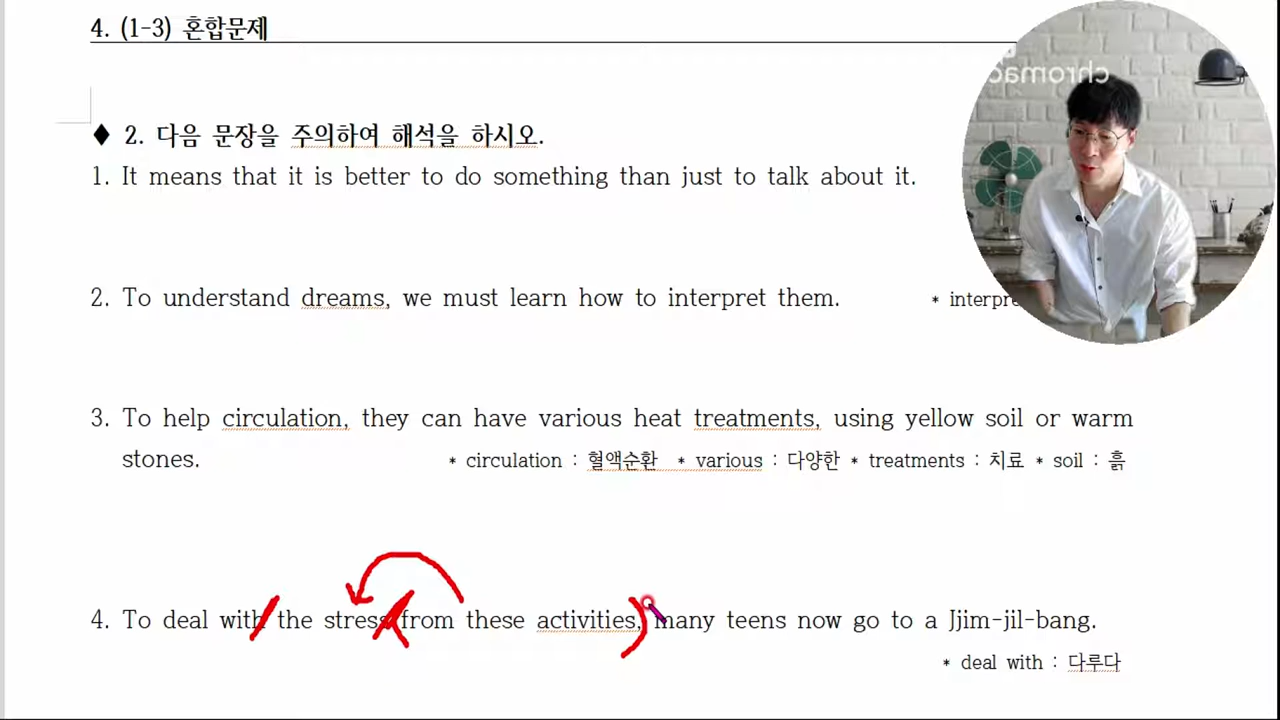 4. (1-3) 혼합문제
◆ 2. 다음 문장을 주의하여 해석을 하시오.
1. It means that it is better to do something than just to talk about it.
2. To understand dreams, we must learn how to interpret them.
3. To help circulation, they can have various heat treatments, using yellow soil or warm
stones. * circulation : 혈액순환 * various : 다양한 * treatments : 치료 * soil : 흙
4. To deal with the stress from these activities, many teens now go to a Jjim-jil-bang.
* deal with : 다루다